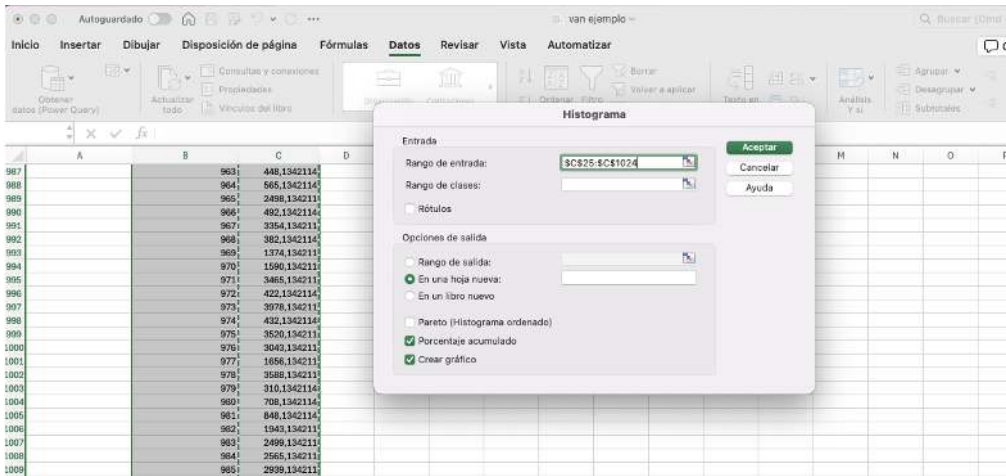 Autoguardado
van ejemplo
Buscar (Cmd
Inicio Insertar Dibujar Disposición de página Fórmulas Datos Revisar Vista Automatizar
Obtener datos (Power Query)
Actualizar todo
Consultas y conexiones
Propiedades
Vínculos del libro
Ordenar Filtro
Borrar
Volver a aplicar
Texto en
Análisis Y si
Agrupar
Desagrupar
Subtotales
fx
Histograma
Entrada
Rango de entrada: $C$25:$C$1024
Rango de clases:
Rótulos
Opciones de salida
Rango de salida:
En una hoja nueva:
En un libro nuevo
Pareto (Histograma ordenado)
Porcentaje acumulado
Crear gráfico
Aceptar
Cancelar
Ayuda
A B C D M N O
987 963 448,1342114
988 964 565,1342114
989 965 2498,134211
990 966 492,1342114
991 967 3354,134211
992 968 382,1342114
993 969 1374,134211
994 970 1590,134211
995 971 3465,134211
996 972 422,1342114
997 973 3978,134211
998 974 432,1342114
999 975 3520,134211
1000 976 3043,134211
1001 977 1656,134211
1002 978 3588,134211
1003 979 310,1342114
1004 980 708,1342114
1005 981 848,1342114
1006 982 1943,134211
1007 983 2499,134211
1008 984 2565,134211
1009 985 2939,134211